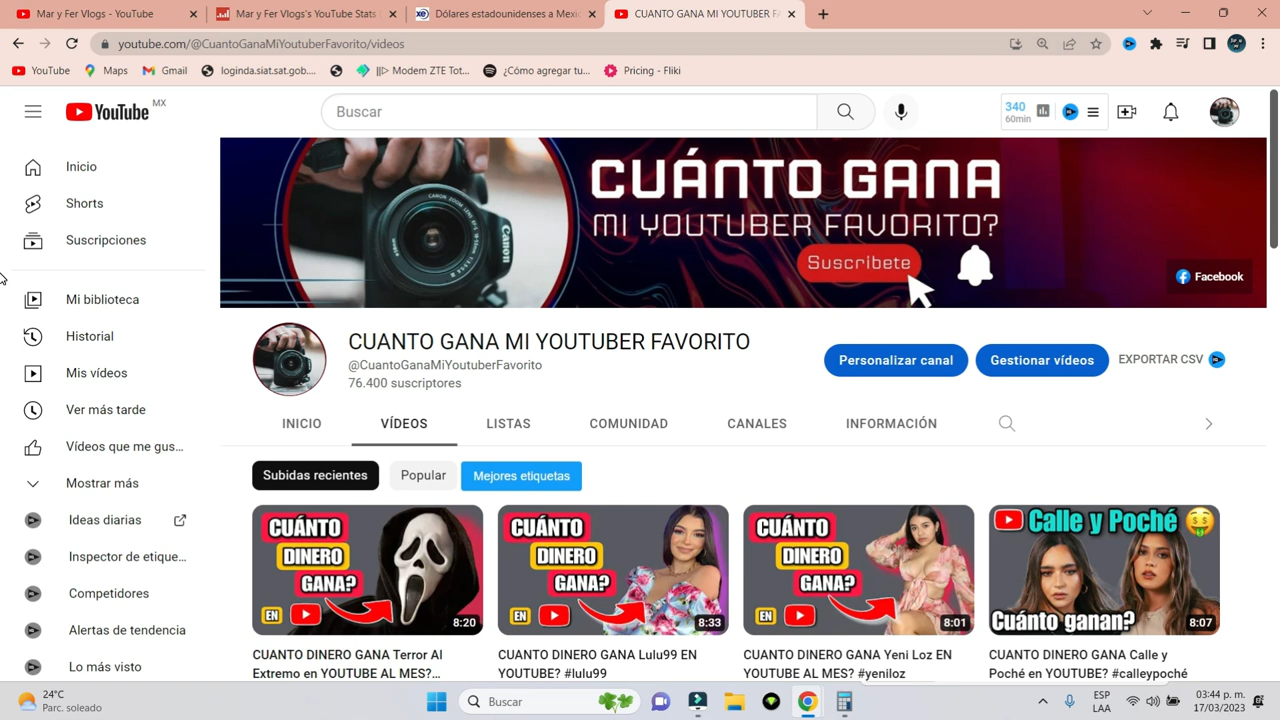 Mar y Fer Vlogs - YouTube
Mar y Fer Vlogs's YouTube Stats (
Dólares estadounidenses a Mexic
CUANTO GANA MI YOUTUBER FA
youtube.com/@CuantoGanaMiYoutuberFavorito/videos
YouTube
Maps
Gmail
loginda.siat.sat.gob....
||▷ Modem ZTE Tot...
¿Cómo agregar tu...
Pricing - Fliki
YouTube MX
Buscar
340
60min
CUÁNTO GANA
MI YOUTUBER FAVORITO?
Suscribete
Canon
CANON ZOOM LENS
Facebook
Inicio
Shorts
Suscripciones
Mi biblioteca
Historial
Mis vídeos
Ver más tarde
Vídeos que me gus...
Mostrar más
Ideas diarias
Inspector de etique...
Competidores
Alertas de tendencia
Lo más visto
CUANTO GANA MI YOUTUBER FAVORITO
@CuantoGanaMiYoutuberFavorito
76.400 suscriptores
Personalizar canal
Gestionar vídeos
EXPORTAR CSV
INICIO
VÍDEOS
LISTAS
COMUNIDAD
CANALES
INFORMACIÓN
Subidas recientes
Popular
Mejores etiquetas
CUÁNTO
DINERO
GANA?
EN
8:20
CUÁNTO
DINERO
GANA?
EN
8:33
CUÁNTO
DINERO
GANA?
EN
8:01
Calle y Poché
Cuánto ganan?
8:07
CUANTO DINERO GANA Terror Al
Extremo en YOUTUBE AL MES?...
CUANTO DINERO GANA Lulu99 EN
YOUTUBE? #lulu99
CUANTO DINERO GANA Yeni Loz EN
YOUTUBE AL MES? #yeniloz
CUANTO DINERO GANA Calle y
Poché en YOUTUBE? #calleypoché
24°C
Parc. soleado
Buscar
ESP
LAA
03:44 p. m.
17/03/2023